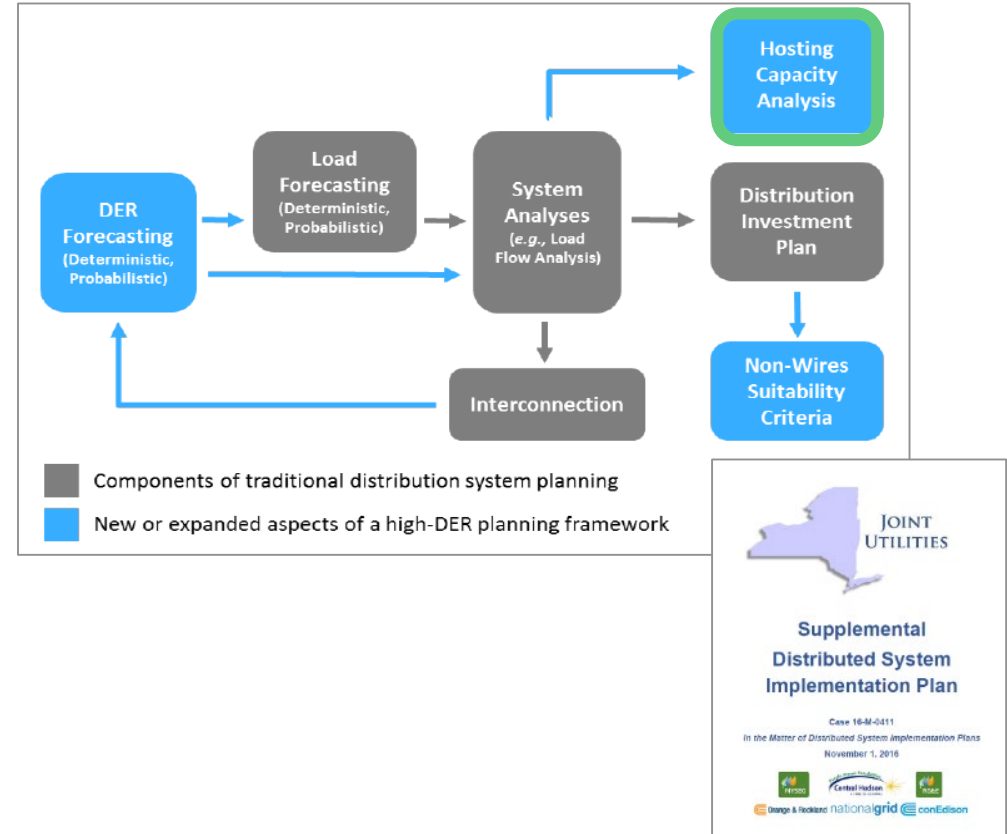 Hosting
Capacity
Analysis
Load
Forecasting
(Deterministic,
Probabilistic)
System
Analyses
(e.g., Load
Flow Analysis)
Distribution
Investment
Plan
DER
Forecasting
(Deterministic,
Probabilistic)
Interconnection
Non-Wires
Suitability
Criteria
Components of traditional distribution system planning
New or expanded aspects of a high-DER planning framework
JOINT
UTILITIES
Supplemental
Distributed System
Implementation Plan
Case 16-M-0411
In the Matter of Distributed System Implementation Plans
November 1, 2016
NYSEG
Central Hudson
RG&E
Orange & Rockland nationalgrid conEdison